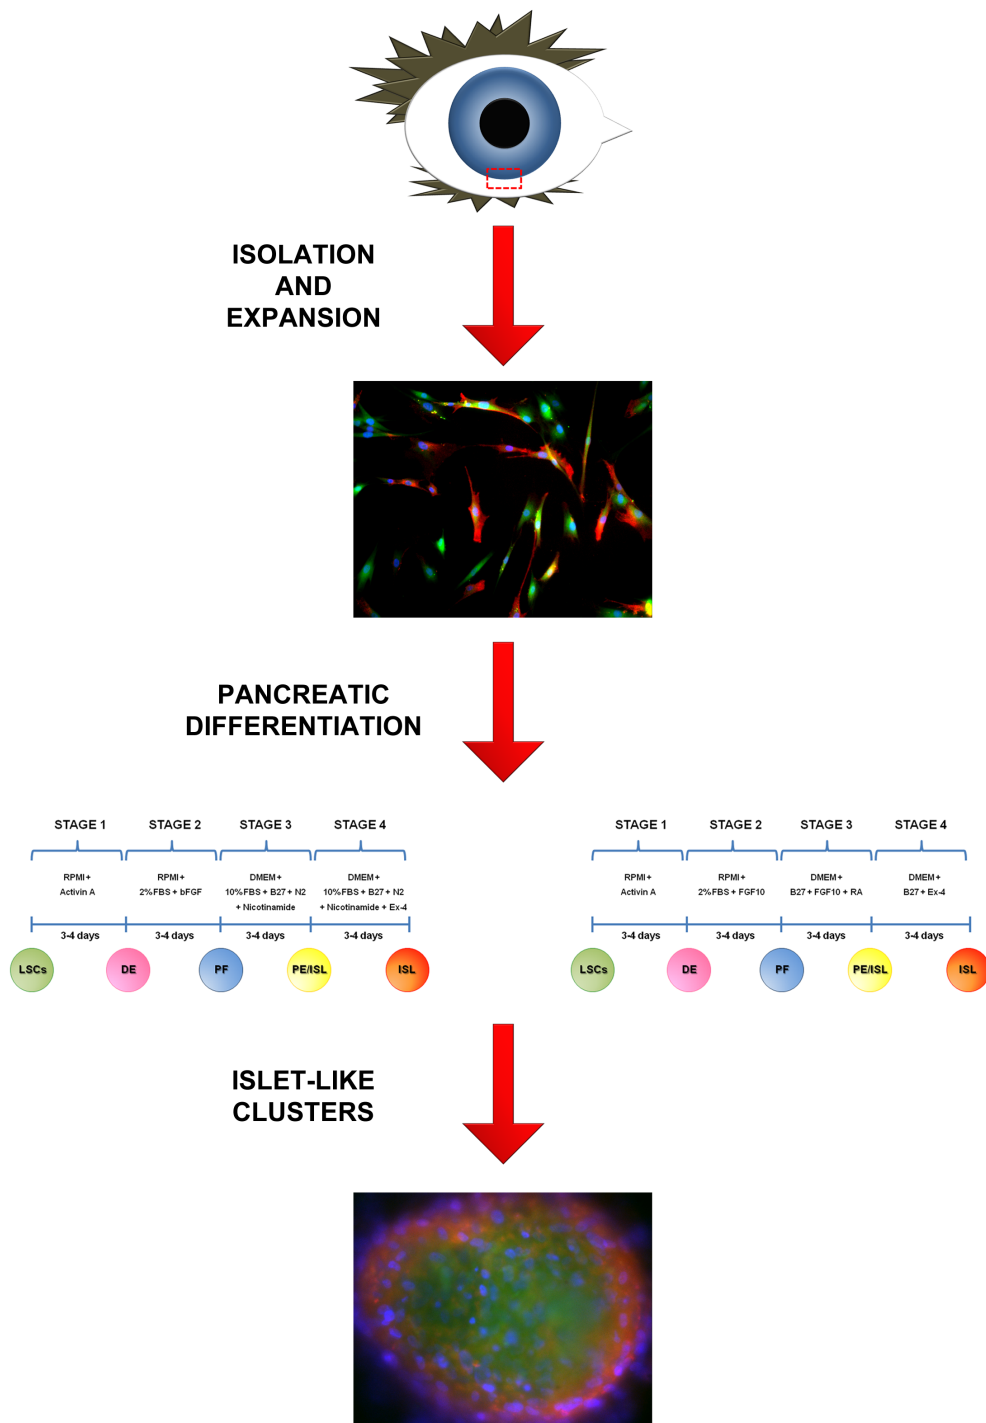 ISOLATION
AND
EXPANSION
PANCREATIC
DIFFERENTIATION
STAGE 1 STAGE 2 STAGE 3 STAGE 4
RPMI + RPMI + DMEM + DMEM +
Activin A 2%FBS + bFGF 10%FBS + B27 + N2 10%FBS + B27 + N2
+ Nicotinamide + Nicotinamide + Ex-4
3-4 days 3-4 days 3-4 days 3-4 days
LSCs DE PF PE/ISL ISL
STAGE 1 STAGE 2 STAGE 3 STAGE 4
RPMI + RPMI + DMEM + DMEM +
Activin A 2%FBS + FGF10 B27 + FGF10 + RA B27 + Ex-4
3-4 days 3-4 days 3-4 days 3-4 days
LSCs DE PF PE/ISL ISL
ISLET-LIKE
CLUSTERS